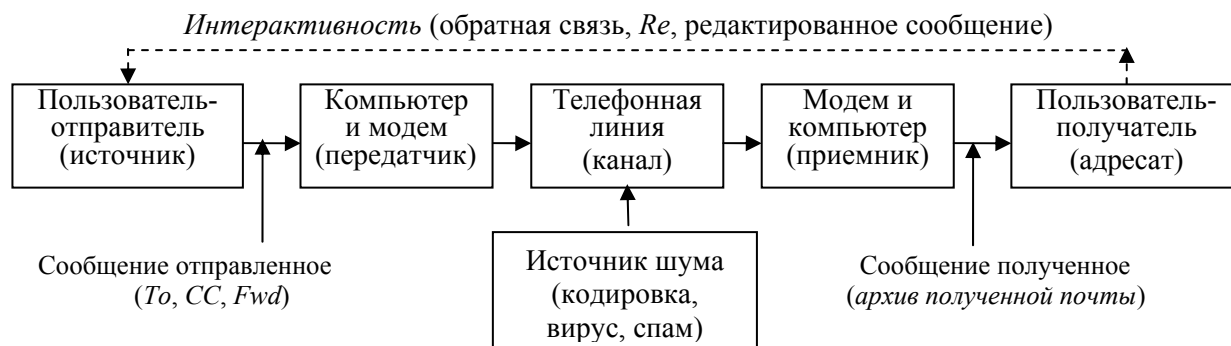 Интерактивность (обратная связь, Re, редактированное сообщение)
Пользователь-
отправитель
(источник)
Компьютер
и модем
(передатчик)
Телефонная
линия
(канал)
Модем и
компьютер
(приемник)
Пользователь-
получатель
(адресат)
Сообщение отправленное
(To, CC, Fwd)
Источник шума
(кодировка,
вирус, спам)
Сообщение полученное
(архив полученной почты)